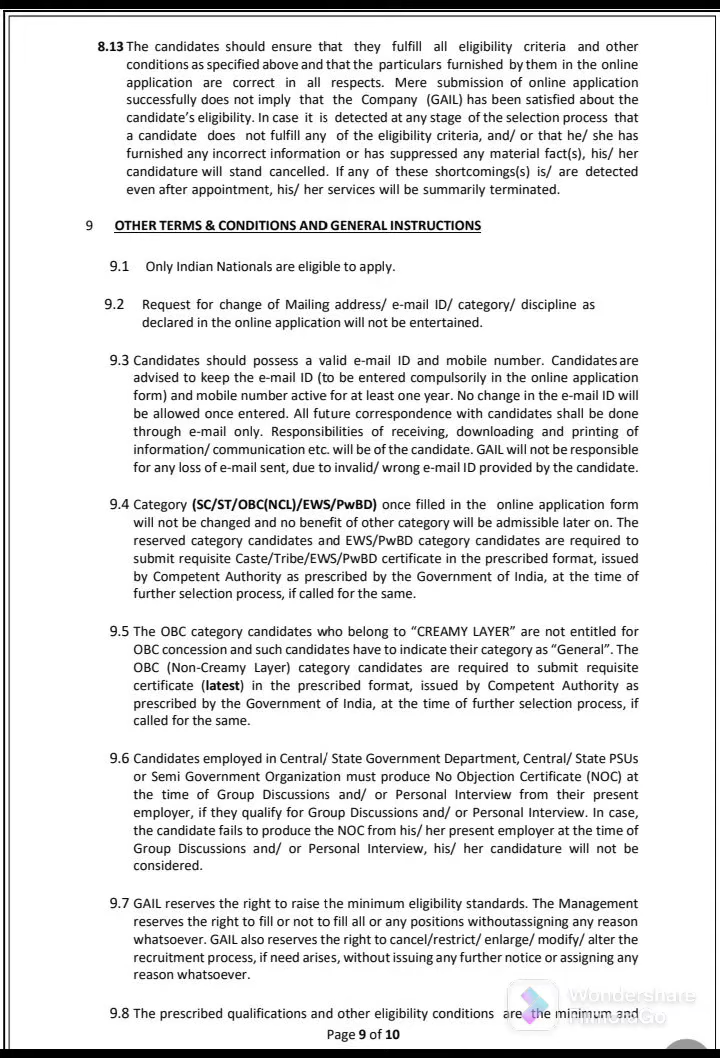 8.13 The candidates should ensure that they fulfill all eligibility criteria and other
conditions as specified above and that the particulars furnished by them in the online
application are correct in all respects. Mere submission of online application
successfully does not imply that the Company (GAIL) has been satisfied about the
candidate's eligibility. In case it is detected at any stage of the selection process that
a candidate does not fulfill any of the eligibility criteria, and/ or that he/ she has
furnished any incorrect information or has suppressed any material fact(s), his/ her
candidature will stand cancelled. If any of these shortcomings(s) is/ are detected
even after appointment, his/ her services will be summarily terminated.
9 OTHER TERMS & CONDITIONS AND GENERAL INSTRUCTIONS
9.1 Only Indian Nationals are eligible to apply.
9.2 Request for change of Mailing address/ e-mail ID/ category/ discipline as
declared in the online application will not be entertained.
9.3 Candidates should possess a valid e-mail ID and mobile number. Candidates are
advised to keep the e-mail ID (to be entered compulsorily in the online application
form) and mobile number active for at least one year. No change in the e-mail ID will
be allowed once entered. All future correspondence with candidates shall be done
through e-mail only. Responsibilities of receiving, downloading and printing of
information/ communication etc. will be of the candidate. GAIL will not be responsible
for any loss of e-mail sent, due to invalid/ wrong e-mail ID provided by the candidate.
9.4 Category (SC/ST/OBC(NCL)/EWS/PwBD) once filled in the online application form
will not be changed and no benefit of other category will be admissible later on. The
reserved category candidates and EWS/PwBD category candidates are required to
submit requisite Caste/Tribe/EWS/PwBD certificate in the prescribed format, issued
by Competent Authority as prescribed by the Government of India, at the time of
further selection process, if called for the same.
9.5 The OBC category candidates who belong to "CREAMY LAYER" are not entitled for
OBC concession and such candidates have to indicate their category as "General". The
OBC (Non-Creamy Layer) category candidates are required to submit requisite
certificate (latest) in the prescribed format, issued by Competent Authority as
prescribed by the Government of India, at the time of further selection process, if
called for the same.
9.6 Candidates employed in Central/ State Government Department, Central/ State PSUs
or Semi Government Organization must produce No Objection Certificate (NOC) at
the time of Group Discussions and/ or Personal Interview from their present
employer, if they qualify for Group Discussions and/ or Personal Interview. In case,
the candidate fails to produce the NOC from his/ her present employer at the time of
Group Discussions and/ or Personal Interview, his/ her candidature will not be
considered.
9.7 GAIL reserves the right to raise the minimum eligibility standards. The Management
reserves the right to fill or not to fill all or any positions withoutassigning any reason
whatsoever. GAIL also reserves the right to cancel/restrict/ enlarge/ modify/ alter the
recruitment process, if need arises, without issuing any further notice or assigning any
reason whatsoever.
Wondershare
9.8 The prescribed qualifications and other eligibility conditions are the minimum and
Page 9 of 10